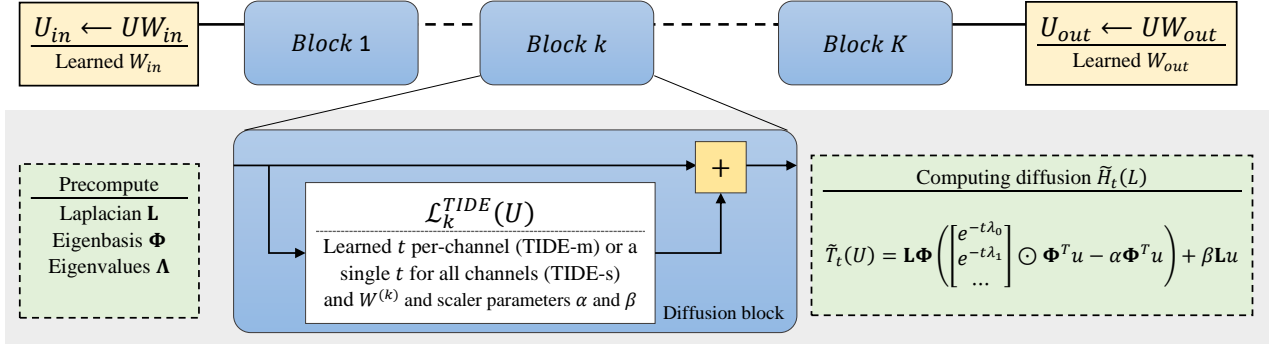 U_in ← UW_in
Learned W_in
Block 1
Block k
Block K
U_out ← UW_out
Learned W_out
Precompute
Laplacian L
Eigenbasis Φ
Eigenvalues Λ
+
ℒ_k^TIDE(U)
Learned t per-channel (TIDE-m) or a
single t for all channels (TIDE-s)
and W^(k) and scaler parameters α and β
Diffusion block
Computing diffusion H̃_t(L)
T̃_t(U) = LΦ([e^−tλ_0 e^−tλ_1 …] ⊙ Φ^T u − αΦ^T u) + βLu